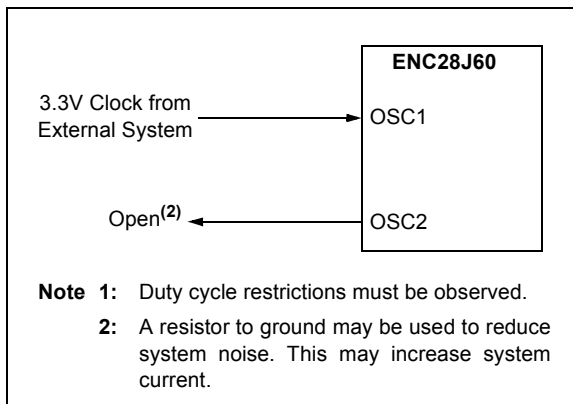 ENC28J60
3.3V Clock from
External System
OSC1
Open(2)
OSC2
Note 1: Duty cycle restrictions must be observed.
2: A resistor to ground may be used to reduce
system noise. This may increase system
current.